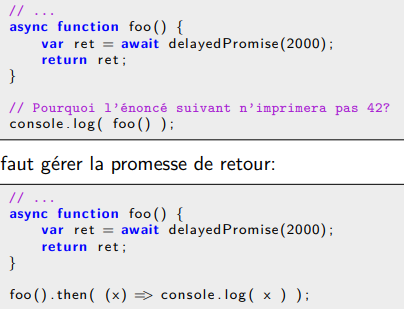 // ...
async function foo() {
    var ret = await delayedPromise(2000);
    return ret;
}
// Pourquoi l'énoncé suivant n'imprimera pas 42?
console.log( foo() );
faut gérer la promesse de retour:
// ...
async function foo() {
    var ret = await delayedPromise(2000);
    return ret;
}
foo().then( (x) => console.log( x ) );